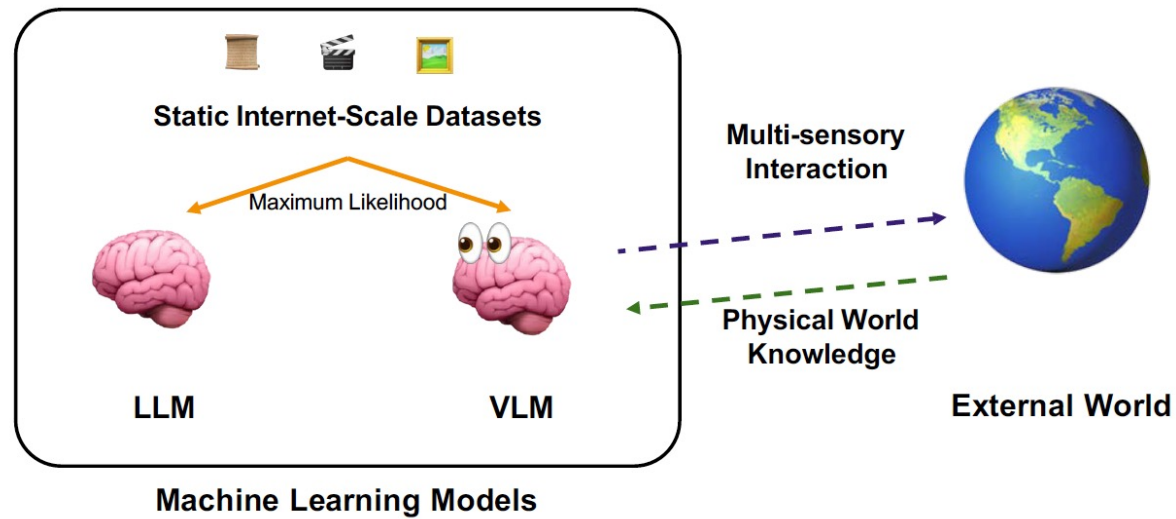 Static Internet-Scale Datasets
Maximum Likelihood
LLM
VLM
Machine Learning Models
Multi-sensory
Interaction
Physical World
Knowledge
External World